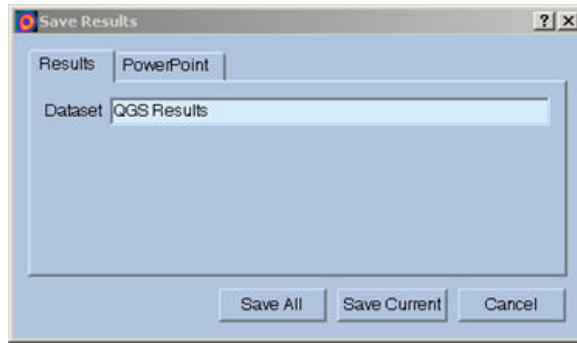 Save Results
? ×
Results PowerPoint
Dataset QGS Results
Save All Save Current Cancel